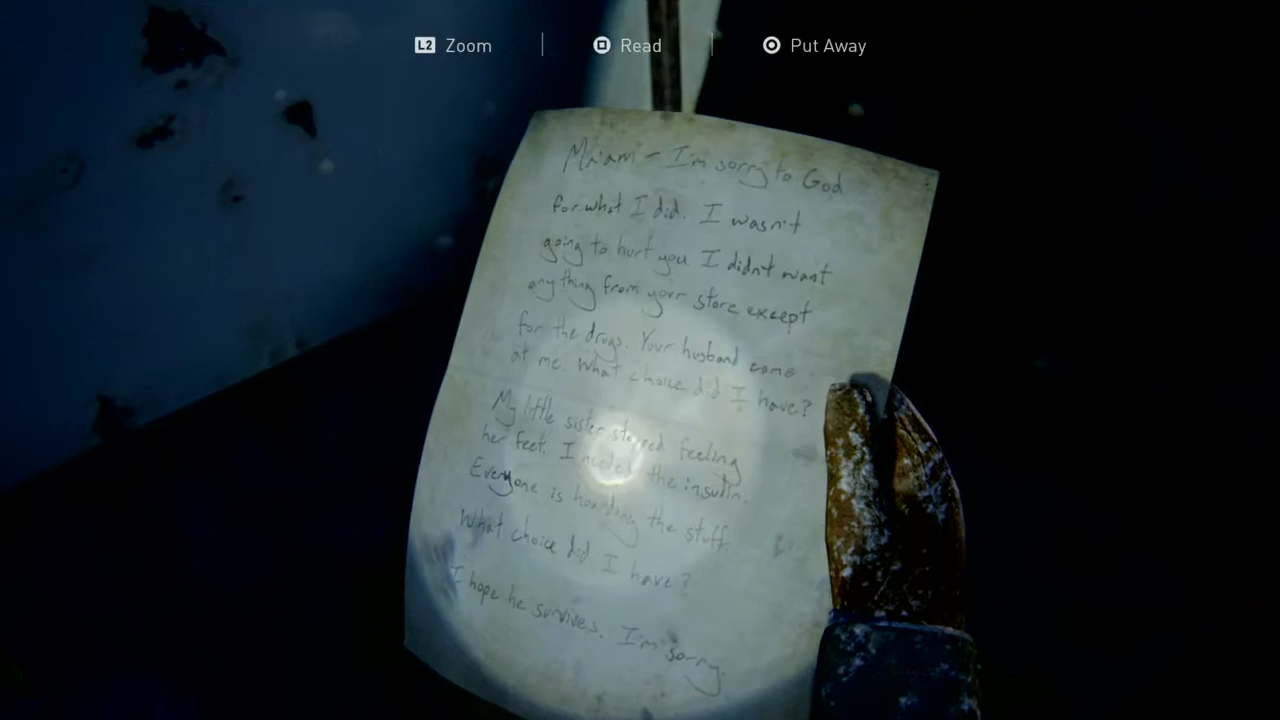 L2 Zoom | Read | Put Away
Ma'am - I'm sorry to God
for what I did. I wasn't
going to hurt you I didnt want
anything from your store except
for the drugs. Your husband came
at me what choice did I have?
My little sister stopped feeling
her feet. I needed the insulin.
Everyone is hoarding the stuff.
What choice did I have?
I hope he survives. I'm sorry.